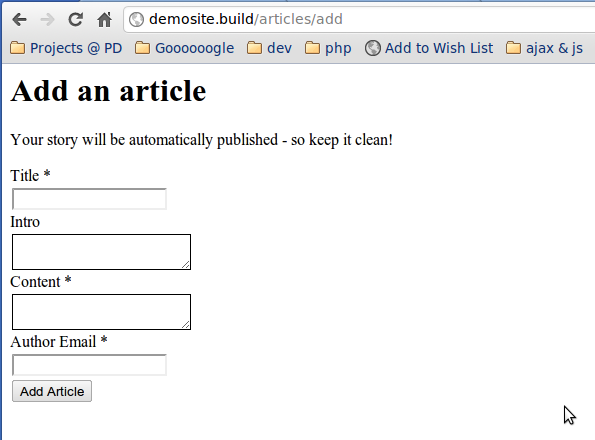 demosite.build/articles/add
Projects @ PD Goooooogle dev php Add to Wish List ajax & js
Add an article
Your story will be automatically published - so keep it clean!
Title *
Intro
Content *
Author Email *
Add Article